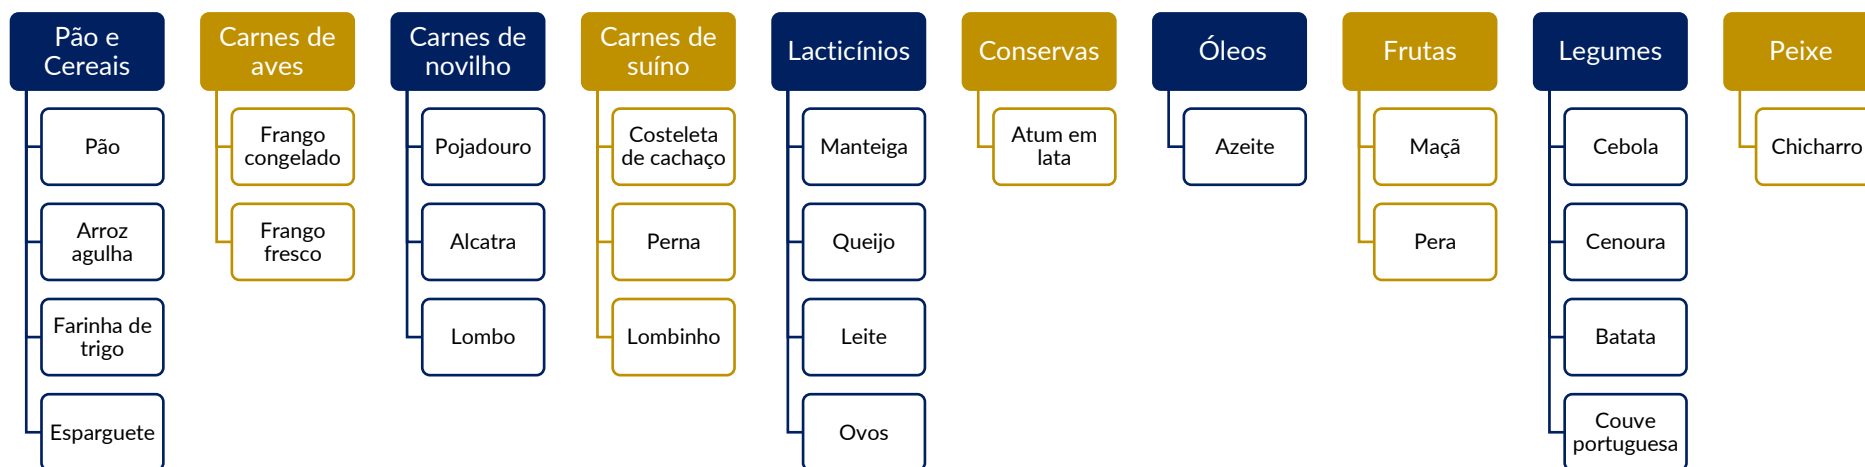 Pão e
Cereais
Pão
Arroz
agulha
Farinha de
trigo
Esparguete
Carnes de
aves
Frango
congelado
Frango
fresco
Carnes de
novilho
Pojadouro
Alcatra
Lombo
Carnes de
suíno
Costeleta
de cachaço
Perna
Lombinho
Lacticínios
Manteiga
Queijo
Leite
Ovos
Conservas
Atum em
lata
Óleos
Azeite
Frutas
Maçã
Pera
Legumes
Cebola
Cenoura
Batata
Couve
portuguesa
Peixe
Chicharro